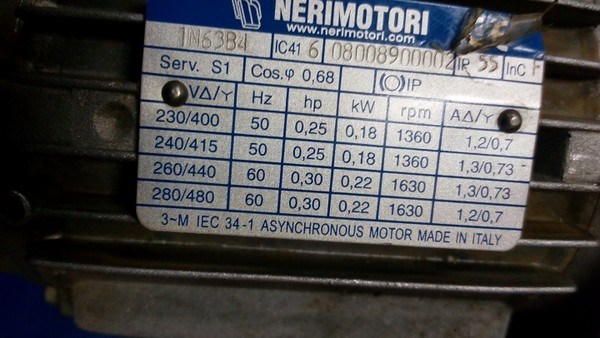 NERIMOTORI
www.nerimotori.com
IN63B4 IC41 6 08008900002 IP 55 InC F
Serv. S1 Cos.φ 0,68 IP
VΔ/Y Hz hp kW rpm AΔ/Y
230/400 50 0,25 0,18 1360 1,2/0,7
240/415 50 0,25 0,18 1360 1,3/0,73
260/440 60 0,30 0,22 1630 1,3/0,73
280/480 60 0,30 0,22 1630 1,2/0,7
3~M IEC 34-1 ASYNCHRONOUS MOTOR MADE IN ITALY